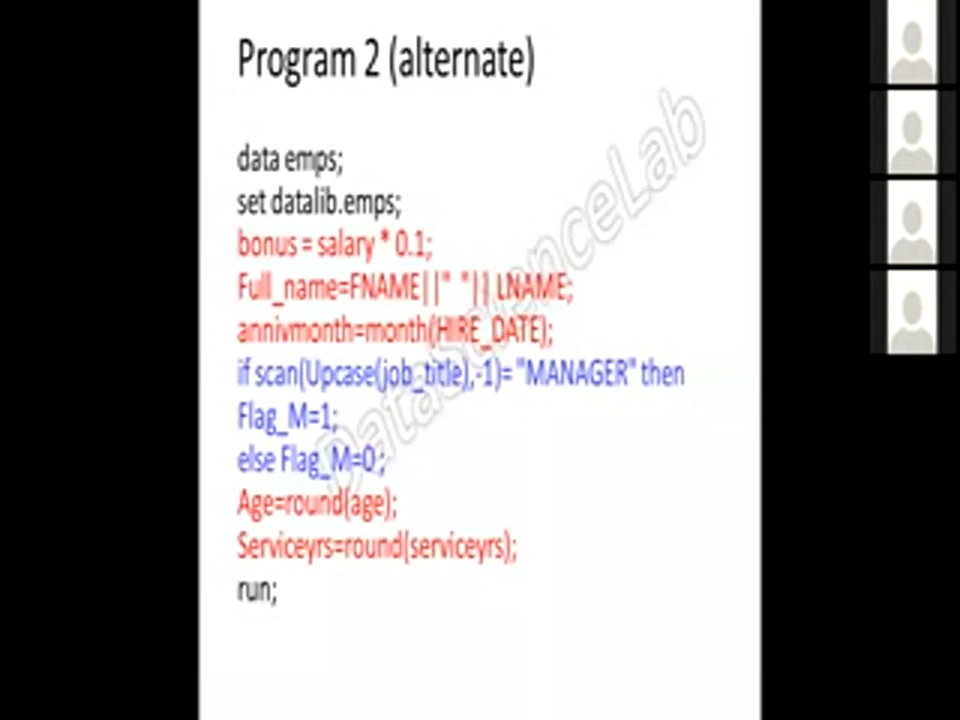 Program 2 (alternate)
data emps;
set datalib.emps;
bonus = salary * 0.1;
Full_name=FNAME||" "|| LNAME;
annivmonth=month(HIRE_DATE);
if scan(Upcase(job_title),-1)= "MANAGER" then
Flag_M=1;
else Flag_M=0 ;
Age=round(age);
Serviceyrs=round(serviceyrs);
run;
DataScienceLab